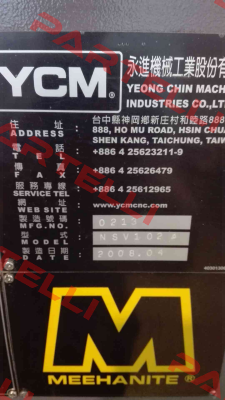 YCM
永進機械工業股份有
YEONG CHIN MACH
INDUSTRIES CO.,LT
住 址 台中縣神岡鄉新庄村和睦路888
ADDRESS 888, HO MU ROAD, HSIN CHUA
SHEN KANG, TAICHUNG, TAIW
電 話
TEL +886 4 25623211-9
傳 真
FAX +886 4 25626479
服務專線
SERVICE TEL +886 4 25612965
網 址
WEB SITE www.ycmcnc.com
製造號碼
MFG.NO.
型 式
MODEL NSV102A
製造日期
DATE 2008.04
M
MEEHANITE ®